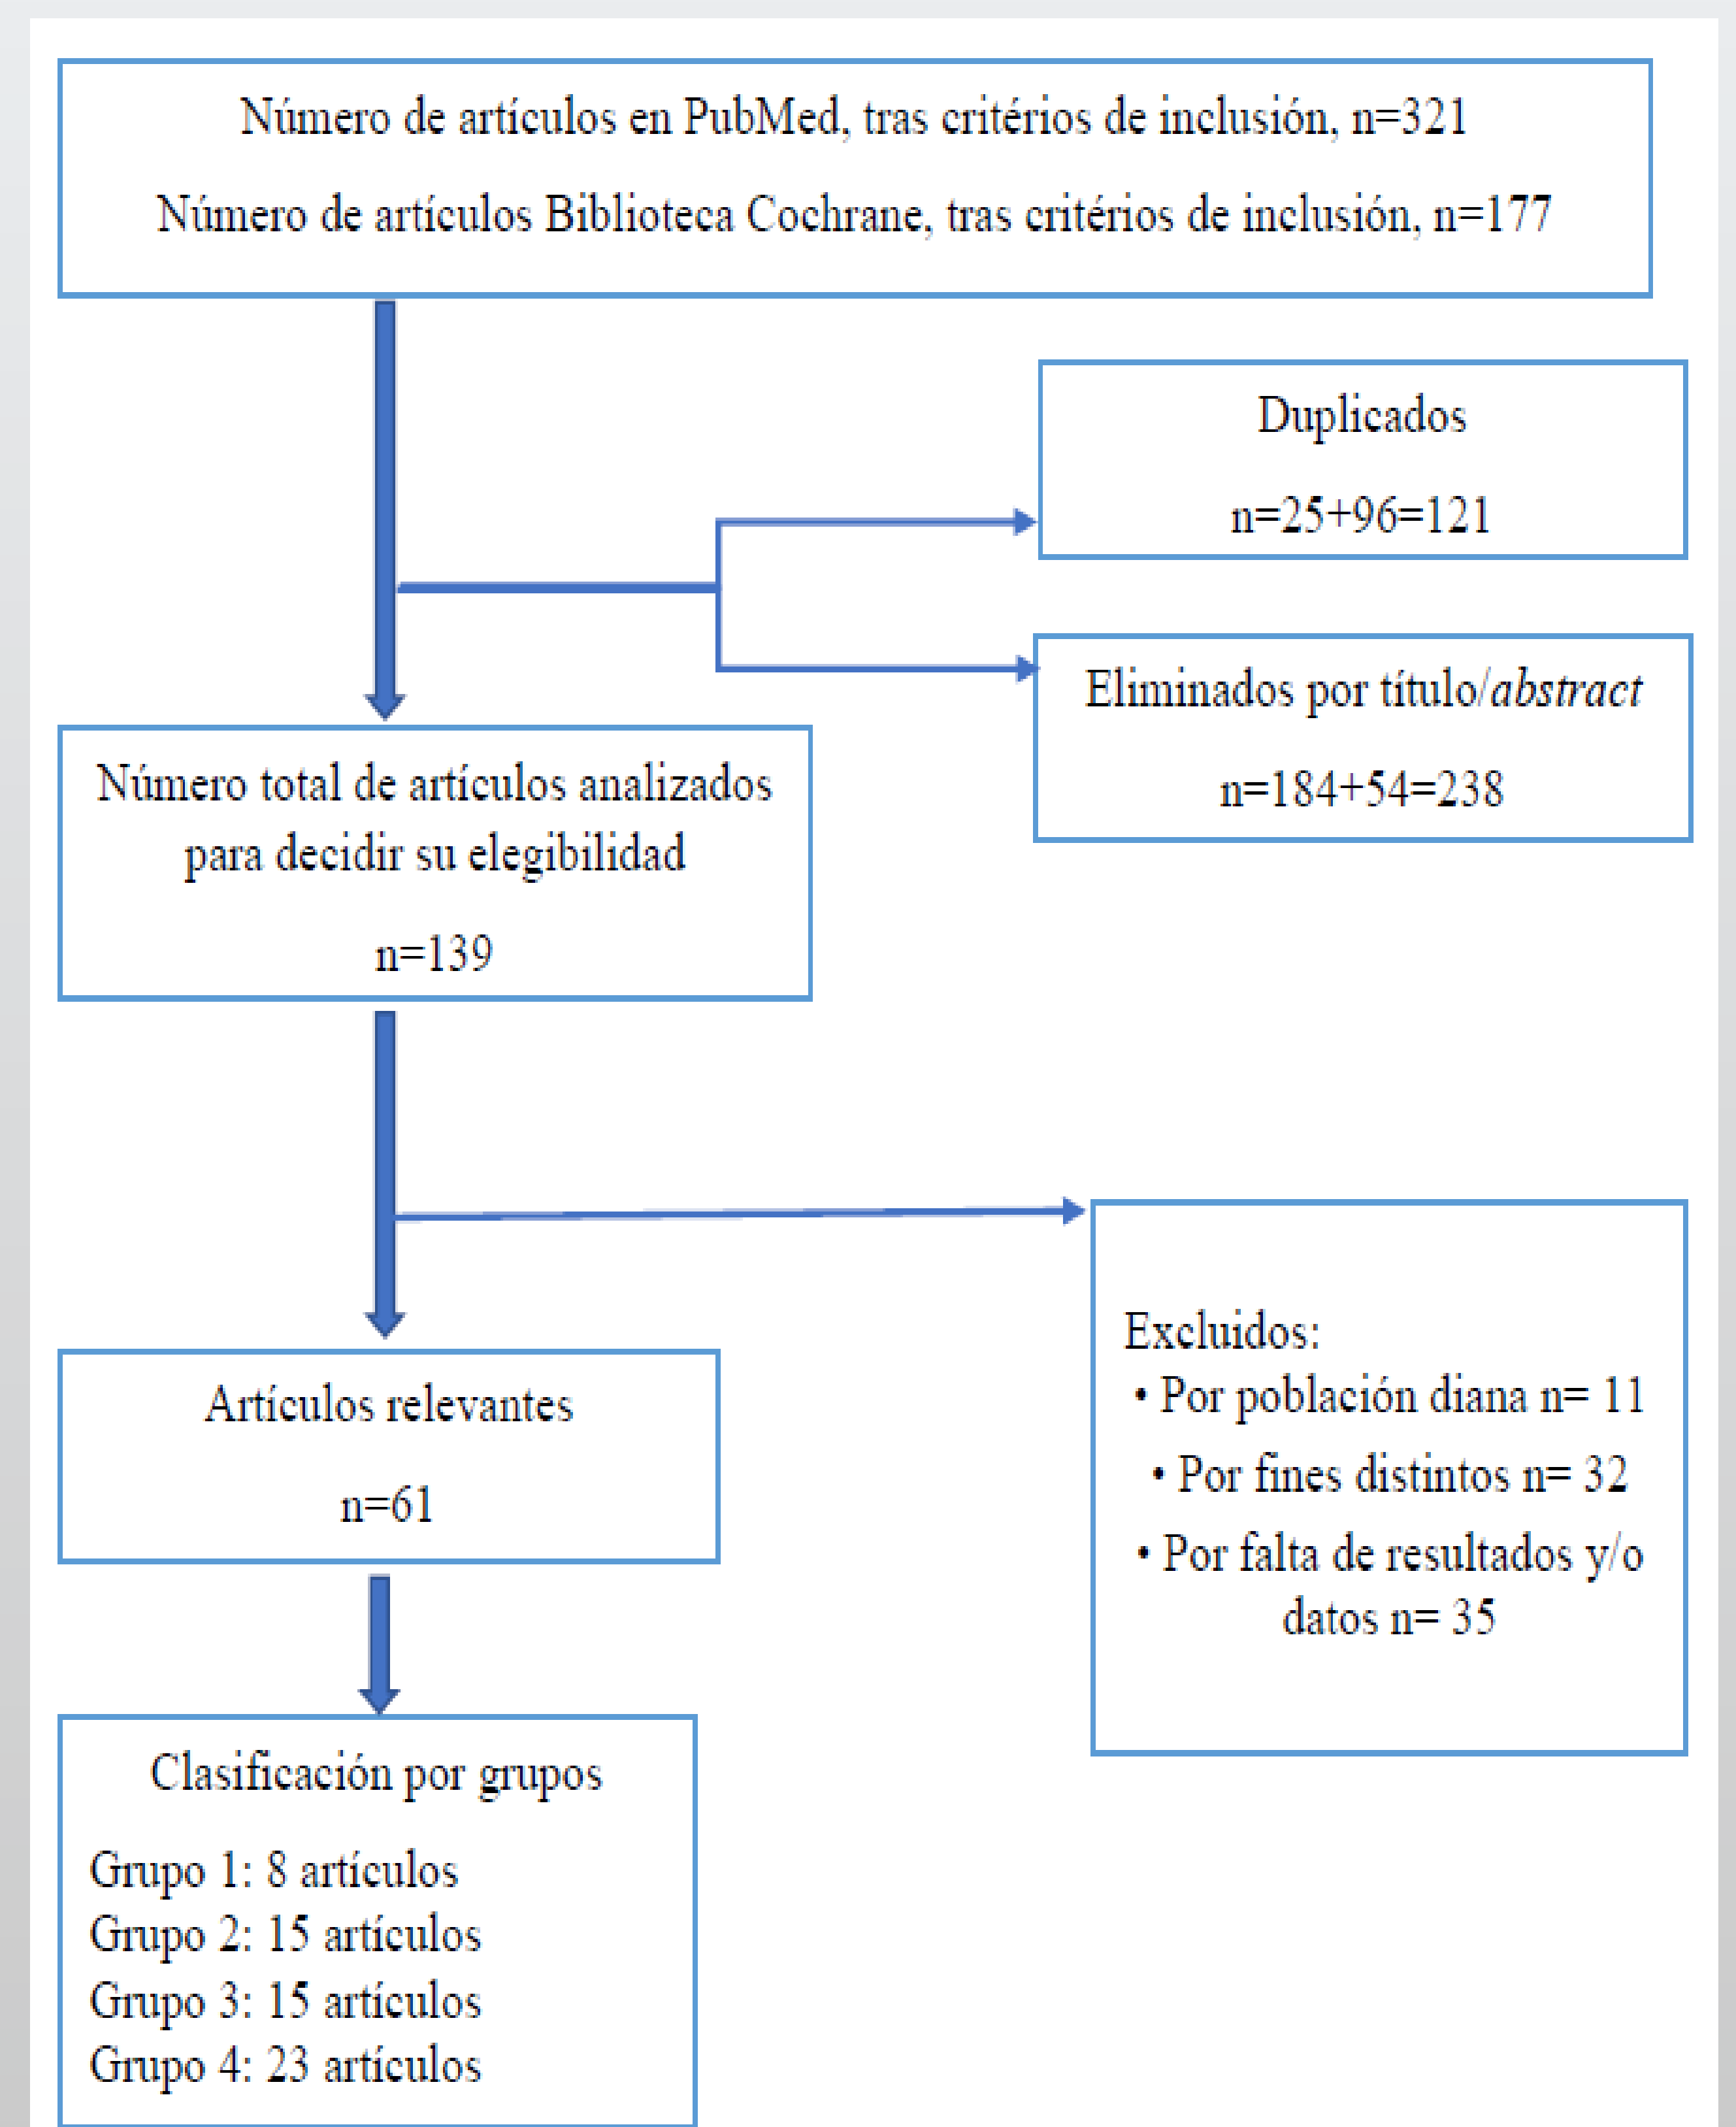 Número de artículos en PubMed, tras critérios de inclusión, n=321
Número de artículos Biblioteca Cochrane, tras critérios de inclusión, n=177
Duplicados
n=25+96=121
Eliminados por título/abstract
n=184+54=238
Número total de artículos analizados
para decidir su elegibilidad
n=139
Excluidos:
• Por población diana n= 11
• Por fines distintos n= 32
• Por falta de resultados y/o
datos n= 35
Artículos relevantes
n=61
Clasificación por grupos
Grupo 1: 8 artículos
Grupo 2: 15 artículos
Grupo 3: 15 artículos
Grupo 4: 23 artículos